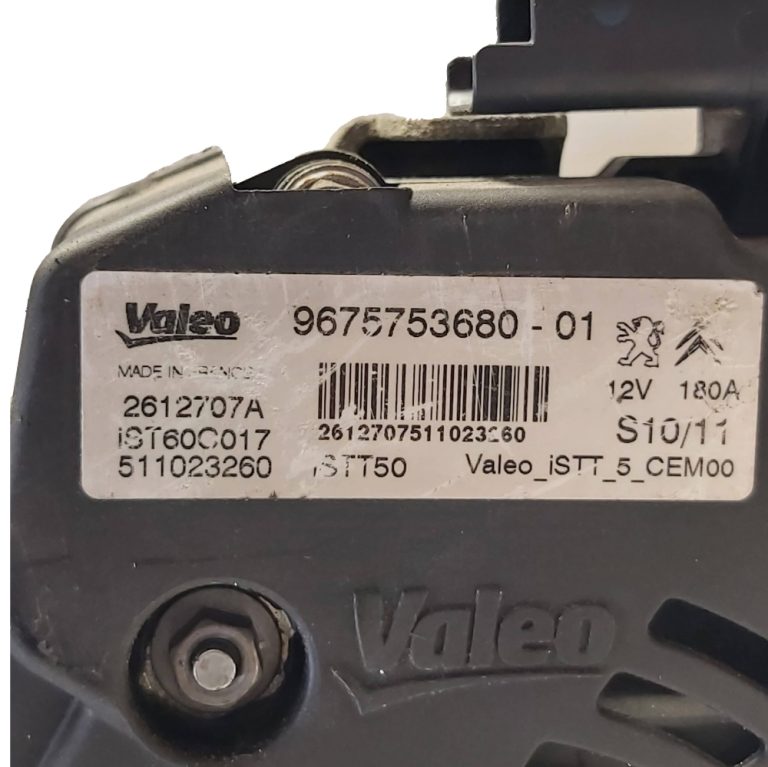 Valeo 9675753680 - 01
MADE IN FRANCE
12V 180A
2612707A
iST60C017 2612707511023260 S10/11
511023260 iSTT50 Valeo_iSTT_5_CEM00
Valeo